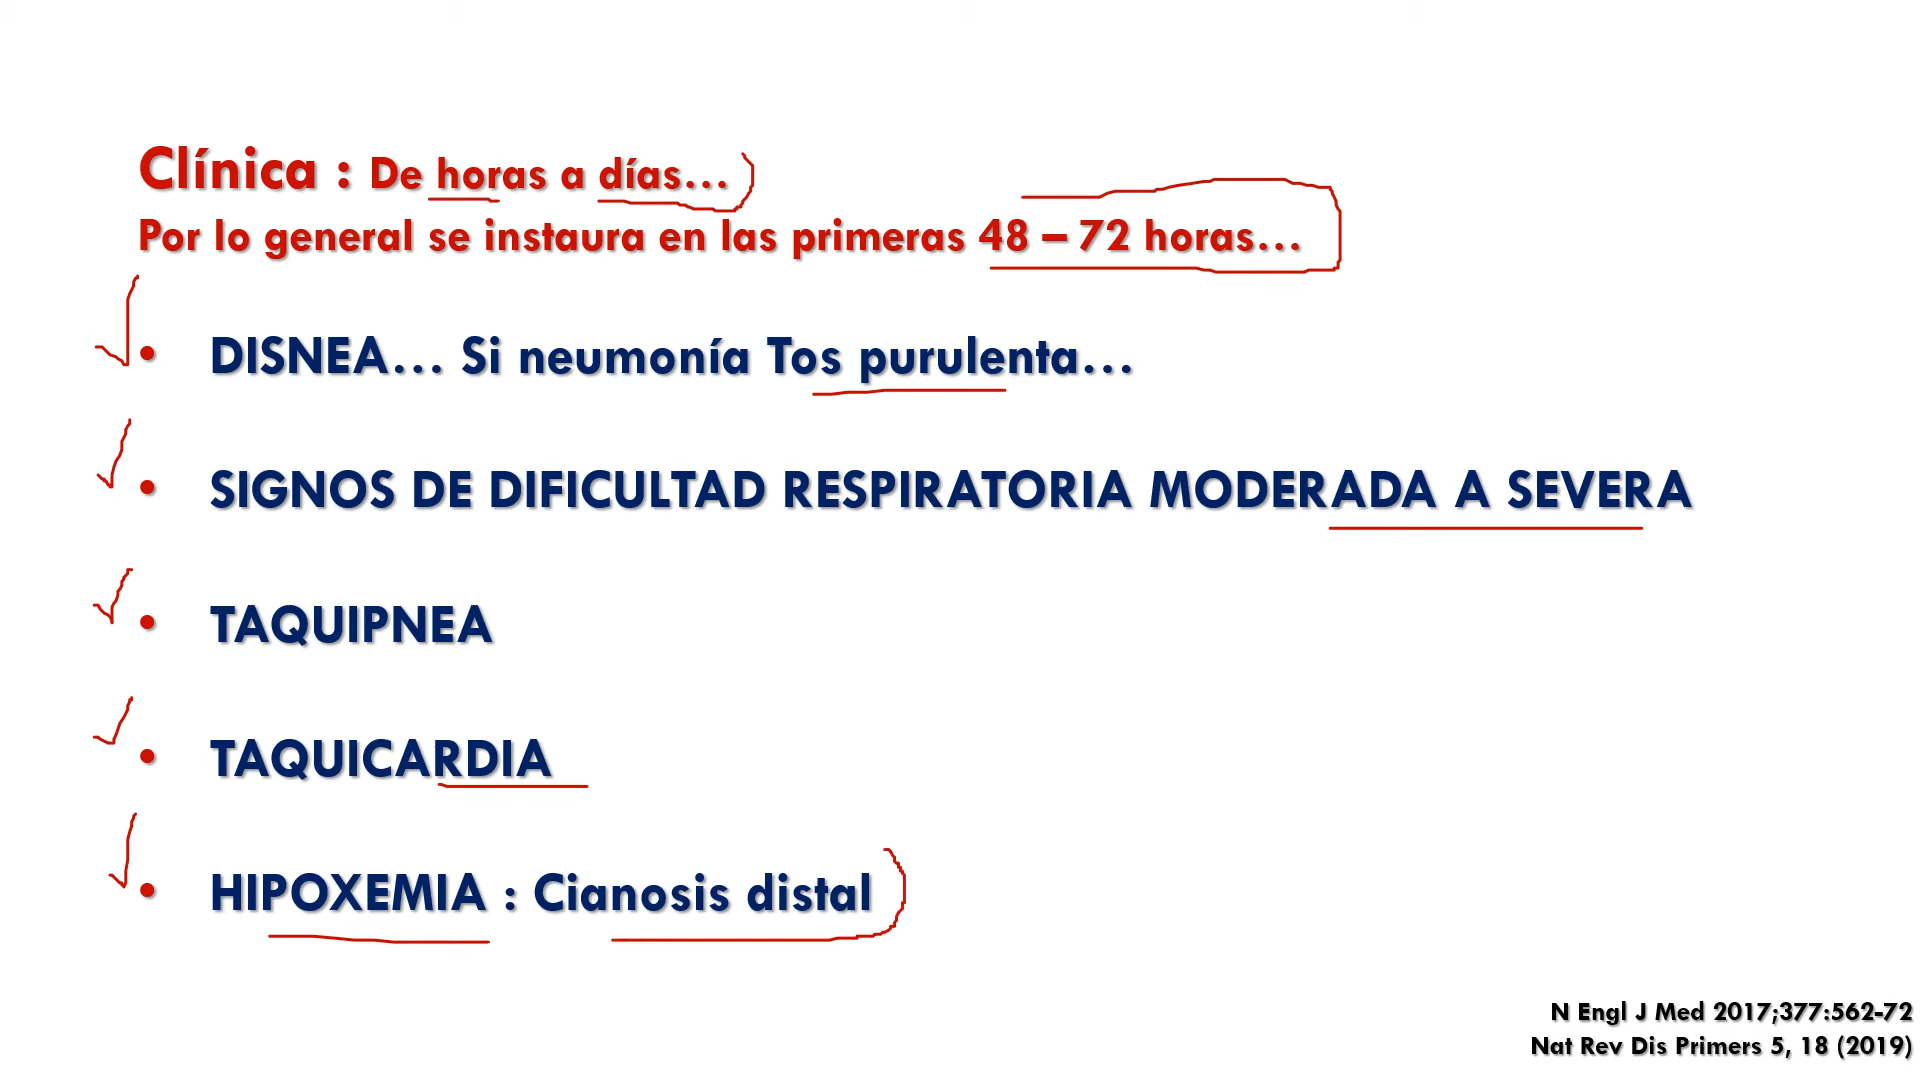 Clínica : De horas a días...
Por lo general se instaura en las primeras 48 – 72 horas...
• DISNEA... Si neumonía Tos purulenta...
• SIGNOS DE DIFICULTAD RESPIRATORIA MODERADA A SEVERA
• TAQUIPNEA
• TAQUICARDIA
• HIPOXEMIA : Cianosis distal
N Engl J Med 2017;377:562-72
Nat Rev Dis Primers 5, 18 (2019)